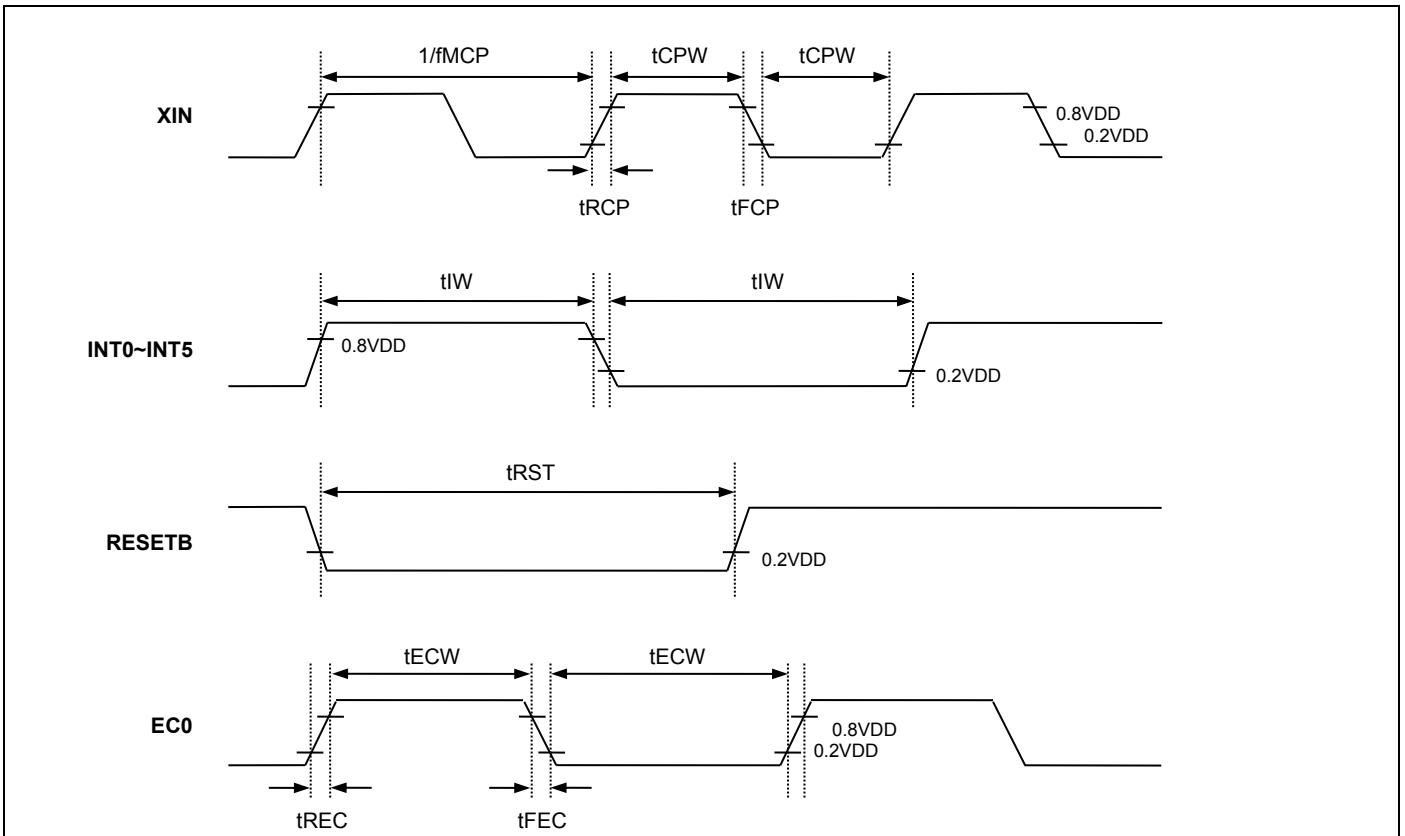 1/fMCP tCPW tCPW
XIN
0.8VDD
0.2VDD
tRCP tFCP
tIW tIW
INT0~INT5
0.8VDD
0.2VDD
tRST
RESETB
0.2VDD
tECW tECW
EC0
0.8VDD
0.2VDD
tREC tFEC